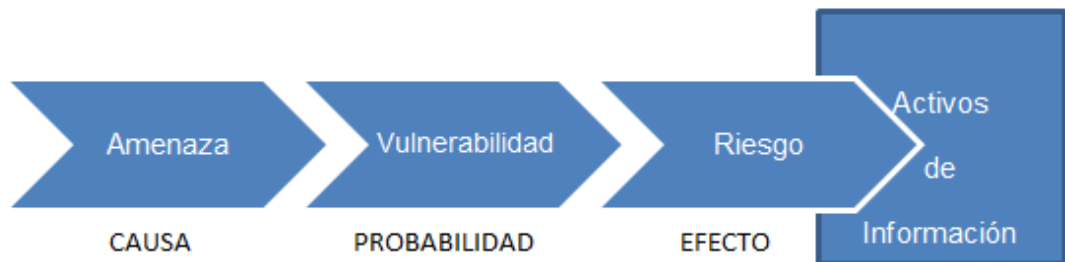 Amenaza
Vulnerabilidad
Riesgo
Activos
de
Información
CAUSA
PROBABILIDAD
EFECTO